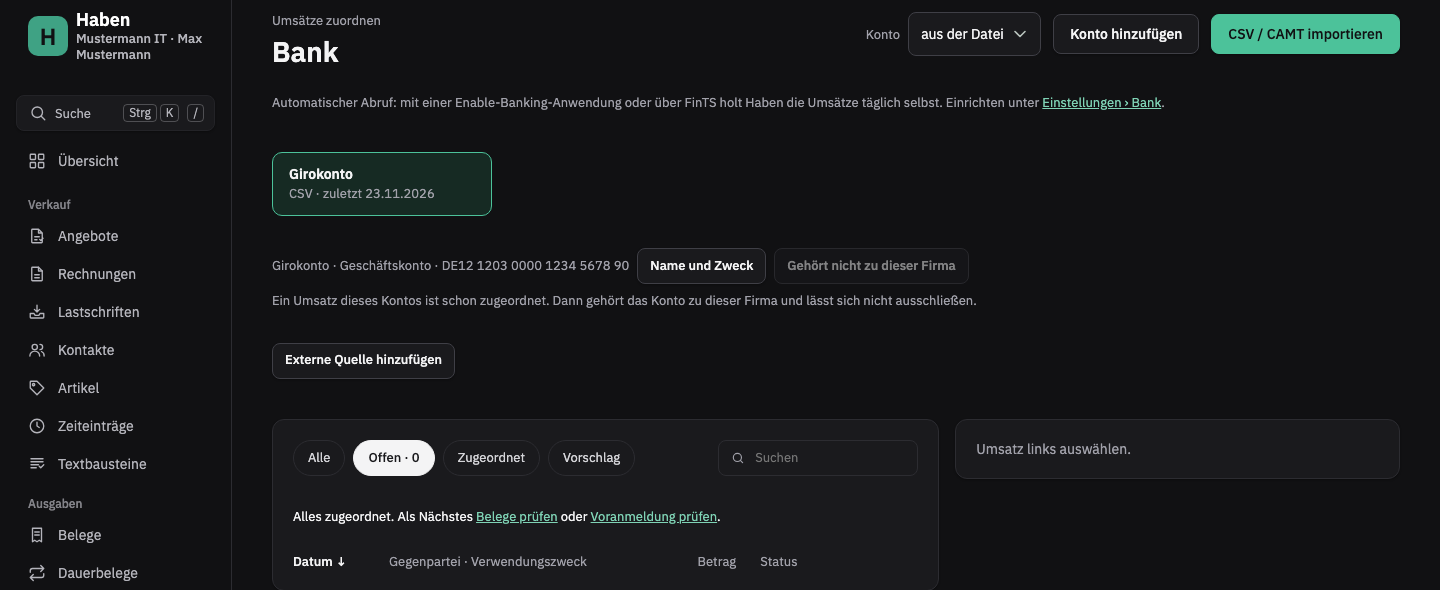 H
Haben
Mustermann IT · Max
Mustermann
Suche Strg K /
Übersicht
Verkauf
Angebote
Rechnungen
Lastschriften
Kontakte
Artikel
Zeiteinträge
Textbausteine
Ausgaben
Belege
Dauerbelege
Umsätze zuordnen
Bank
Konto aus der Datei Konto hinzufügen CSV / CAMT importieren
Automatischer Abruf: mit einer Enable-Banking-Anwendung oder über FinTS holt Haben die Umsätze täglich selbst. Einrichten unter Einstellungen › Bank.
Girokonto
CSV · zuletzt 23.11.2026
Girokonto · Geschäftskonto · DE12 1203 0000 1234 5678 90 Name und Zweck Gehört nicht zu dieser Firma
Ein Umsatz dieses Kontos ist schon zugeordnet. Dann gehört das Konto zu dieser Firma und lässt sich nicht ausschließen.
Externe Quelle hinzufügen
Alle Offen · 0 Zugeordnet Vorschlag Suchen
Alles zugeordnet. Als Nächstes Belege prüfen oder Voranmeldung prüfen.
Datum ↓ Gegenpartei · Verwendungszweck Betrag Status
Umsatz links auswählen.